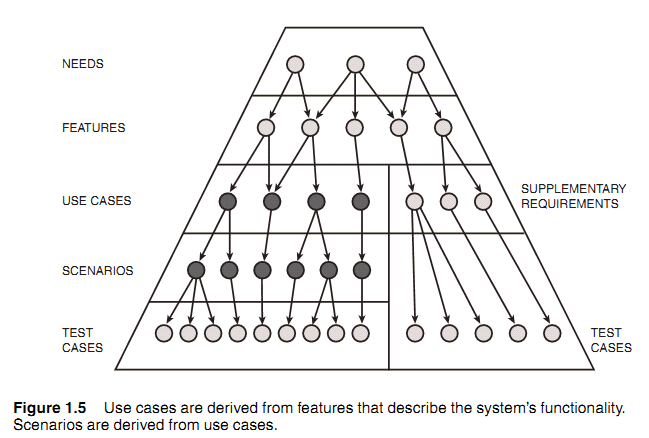 NEEDS
FEATURES
USE CASES
SUPPLEMENTARY
REQUIREMENTS
SCENARIOS
TEST
CASES
TEST
CASES
Figure 1.5 Use cases are derived from features that describe the system's functionality.
Scenarios are derived from use cases.